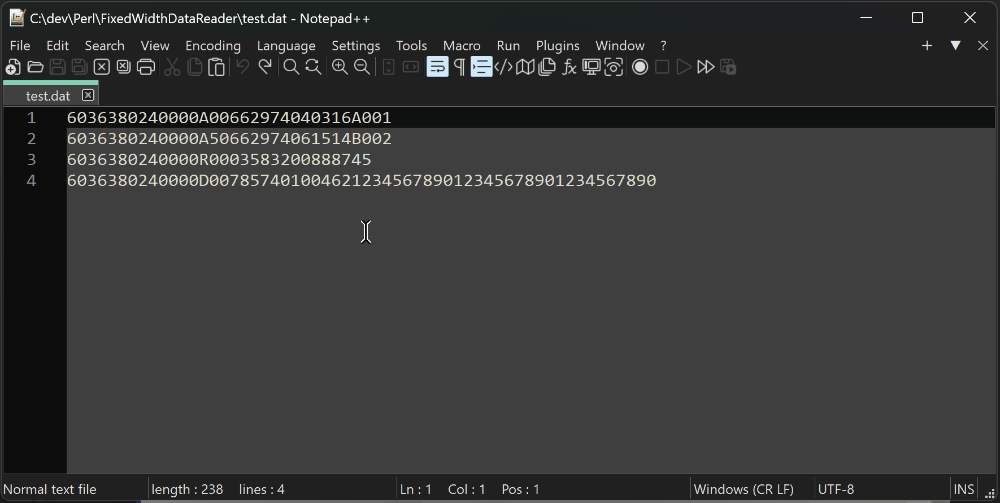 C:\dev\Perl\FixedWidthDataReader\test.dat - Notepad++
File Edit Search View Encoding Language Settings Tools Macro Run Plugins Window ?
test.dat
1 6036380240000A00662974040316A001
2 6036380240000A50662974061514B002
3 6036380240000R0003583200888745
4 6036380240000D00785740100462123456789012345678901234567890
Normal text file length : 238 lines : 4 Ln : 1 Col : 1 Pos : 1 Windows (CR LF) UTF-8 INS